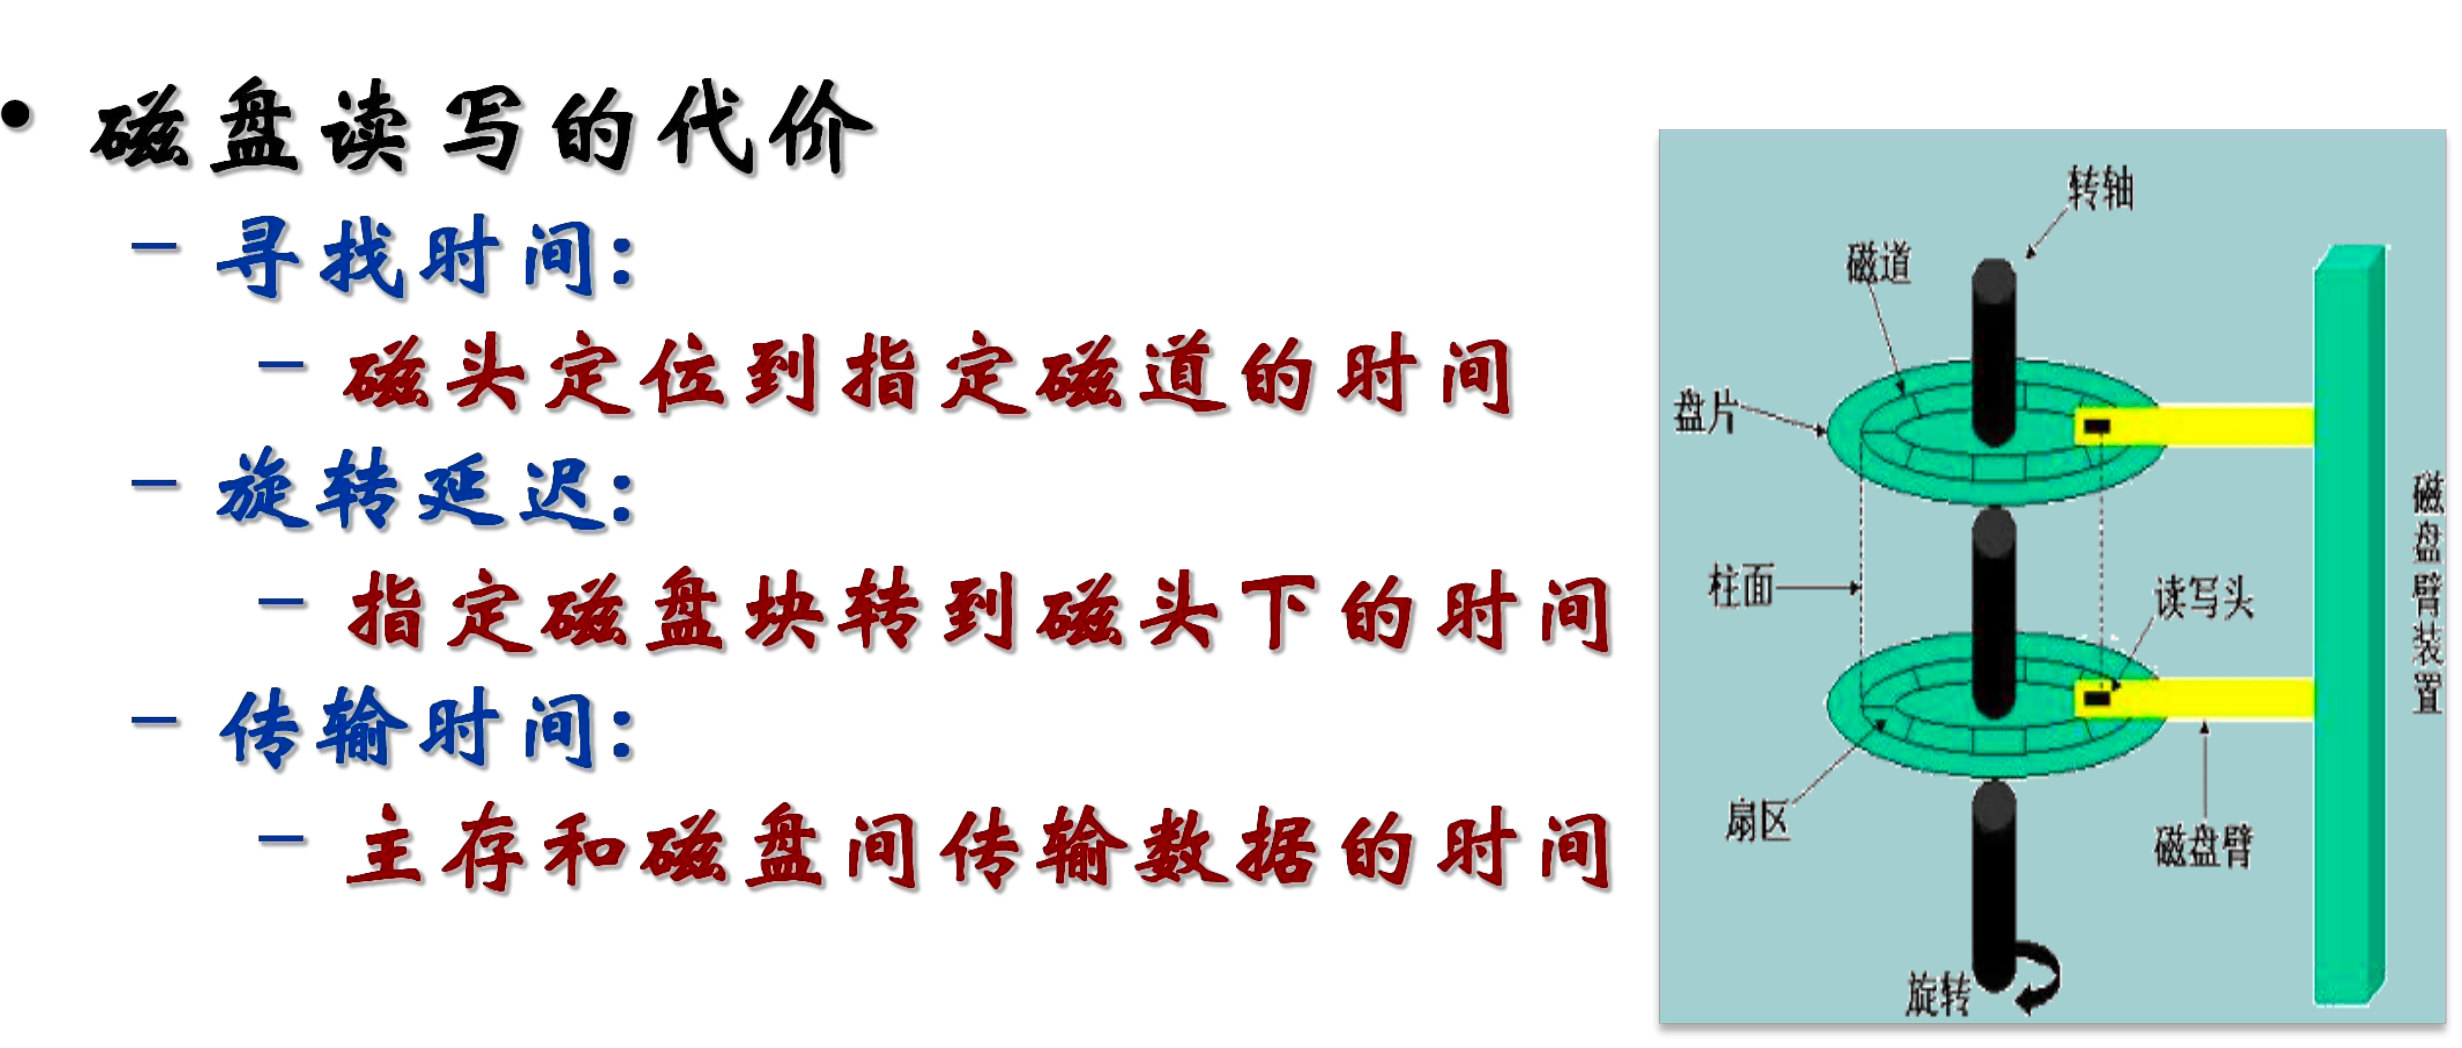 • 磁盘读写的代价
– 寻找时间:
– 磁头定位到指定磁道的时间
– 旋转延迟:
– 指定磁盘块转到磁头下的时间
– 传输时间:
– 主存和磁盘间传输数据的时间
转轴
磁道
盘片
磁盘臂装置
柱面
读写头
扇区
磁盘臂
旋转